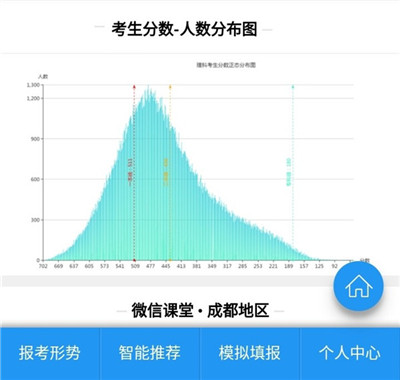 考生分数-人数分布图
理科考生分数正态分布图
人数
1,300
1,200
900
600
300
0
702 669 637 605 573 541 509 477 445 413 381 349 317 285 253 221 189 157 125 92
分数
微信课堂·成都地区
报考形势 智能推荐 模拟填报 个人中心